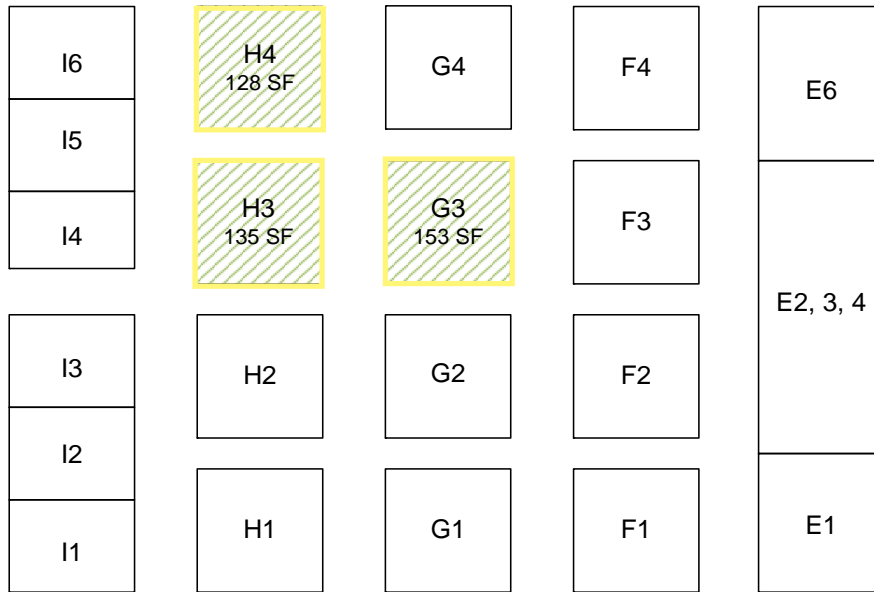 I6
H4
128 SF
G4
F4
E6
I5
I4
H3
135 SF
G3
153 SF
F3
E2, 3, 4
I3
H2
G2
F2
I2
I1
H1
G1
F1
E1